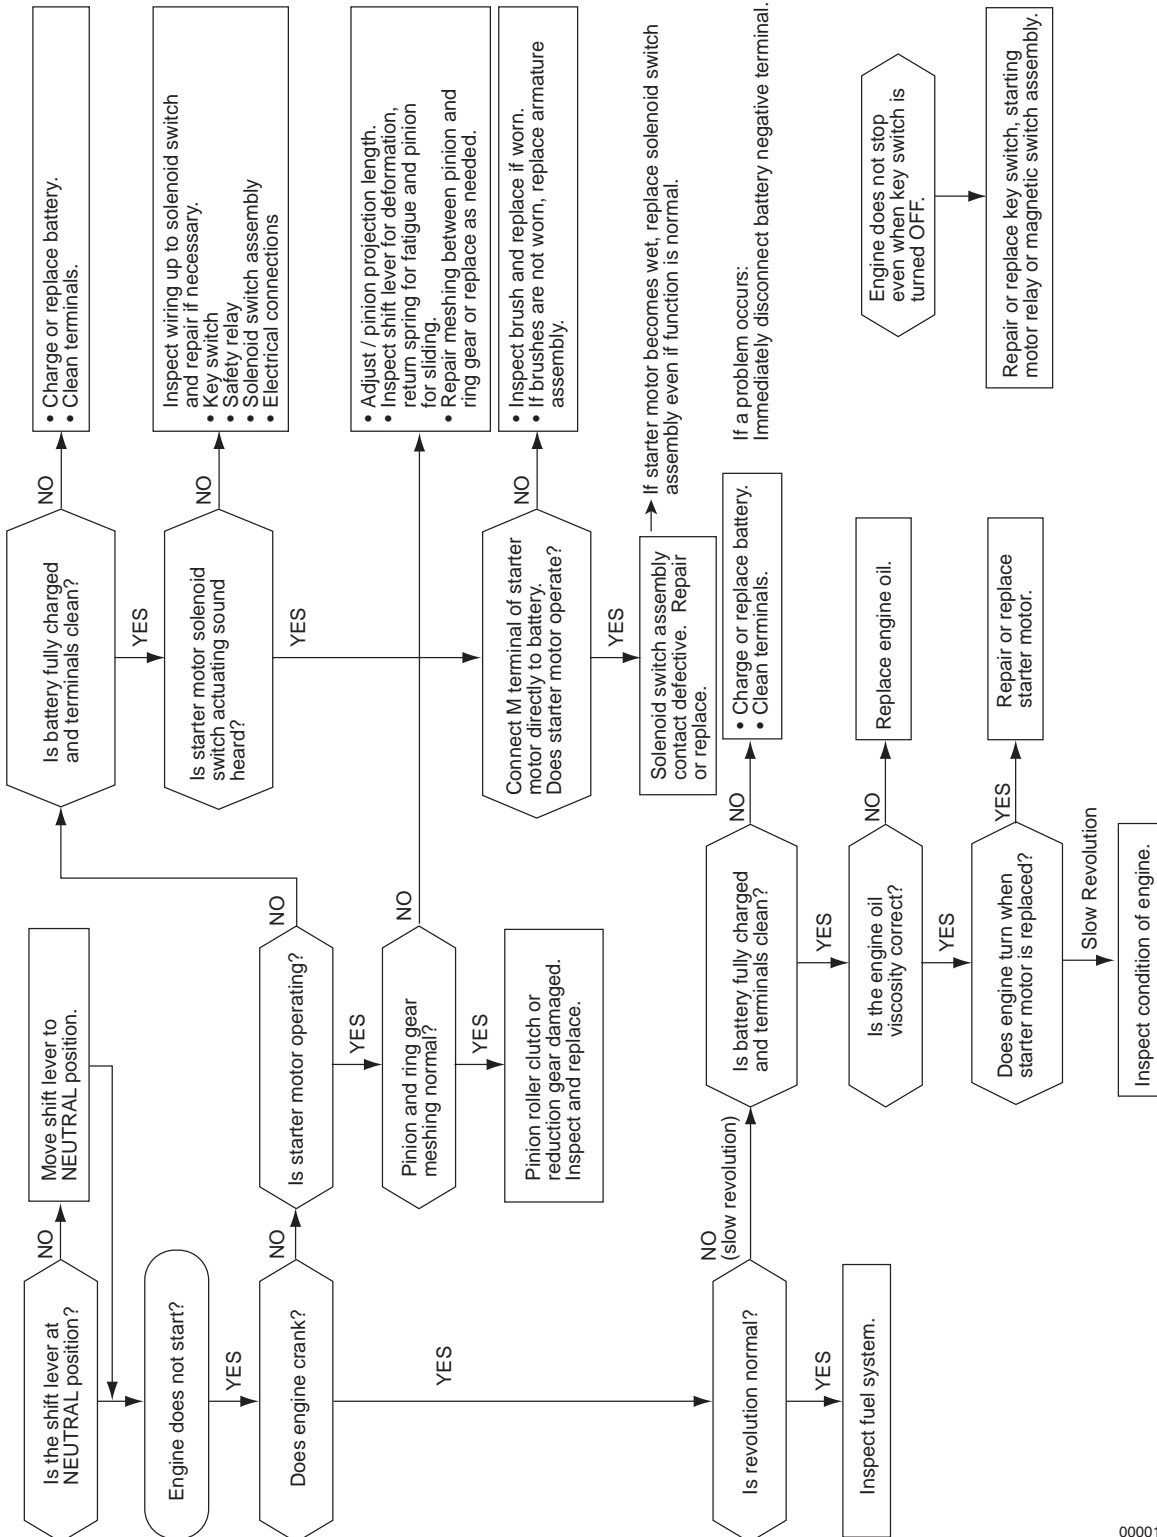 Is the shift lever at
NEUTRAL position?
NO
Move shift lever to
NEUTRAL position.
Engine does not start?
YES
Does engine crank?
NO
Is starter motor operating?
NO
Is battery fully charged
and terminals clean?
NO
• Charge or replace battery.
• Clean terminals.
YES
Is starter motor solenoid
switch actuating sound
heard?
NO
Inspect wiring up to solenoid switch
and repair if necessary.
• Key switch
• Safety relay
• Solenoid switch assembly
• Electrical connections
YES
YES
Pinion and ring gear
meshing normal?
NO
• Adjust / pinion projection length.
• Inspect shift lever for deformation,
return spring for fatigue and pinion
for sliding.
• Repair meshing between pinion and
ring gear or replace as needed.
YES
Pinion roller clutch or
reduction gear damaged.
Inspect and replace.
Connect M terminal of starter
motor directly to battery.
Does starter motor operate?
NO
• Inspect brush and replace if worn.
• If brushes are not worn, replace armature
assembly.
YES
Solenoid switch assembly
contact defective. Repair
or replace.
If starter motor becomes wet, replace solenoid switch
assembly even if function is normal.
YES
Is revolution normal?
NO
(slow revolution)
Is battery fully charged
and terminals clean?
NO
• Charge or replace battery.
• Clean terminals.
If a problem occurs:
Immediately disconnect battery negative terminal.
YES
Inspect fuel system.
YES
Is the engine oil
viscosity correct?
NO
Replace engine oil.
YES
Does engine turn when
starter motor is replaced?
YES
Repair or replace
starter motor.
Slow Revolution
Inspect condition of engine.
Engine does not stop
even when key switch is
turned OFF.
Repair or replace key switch, starting
motor relay or magnetic switch assembly.